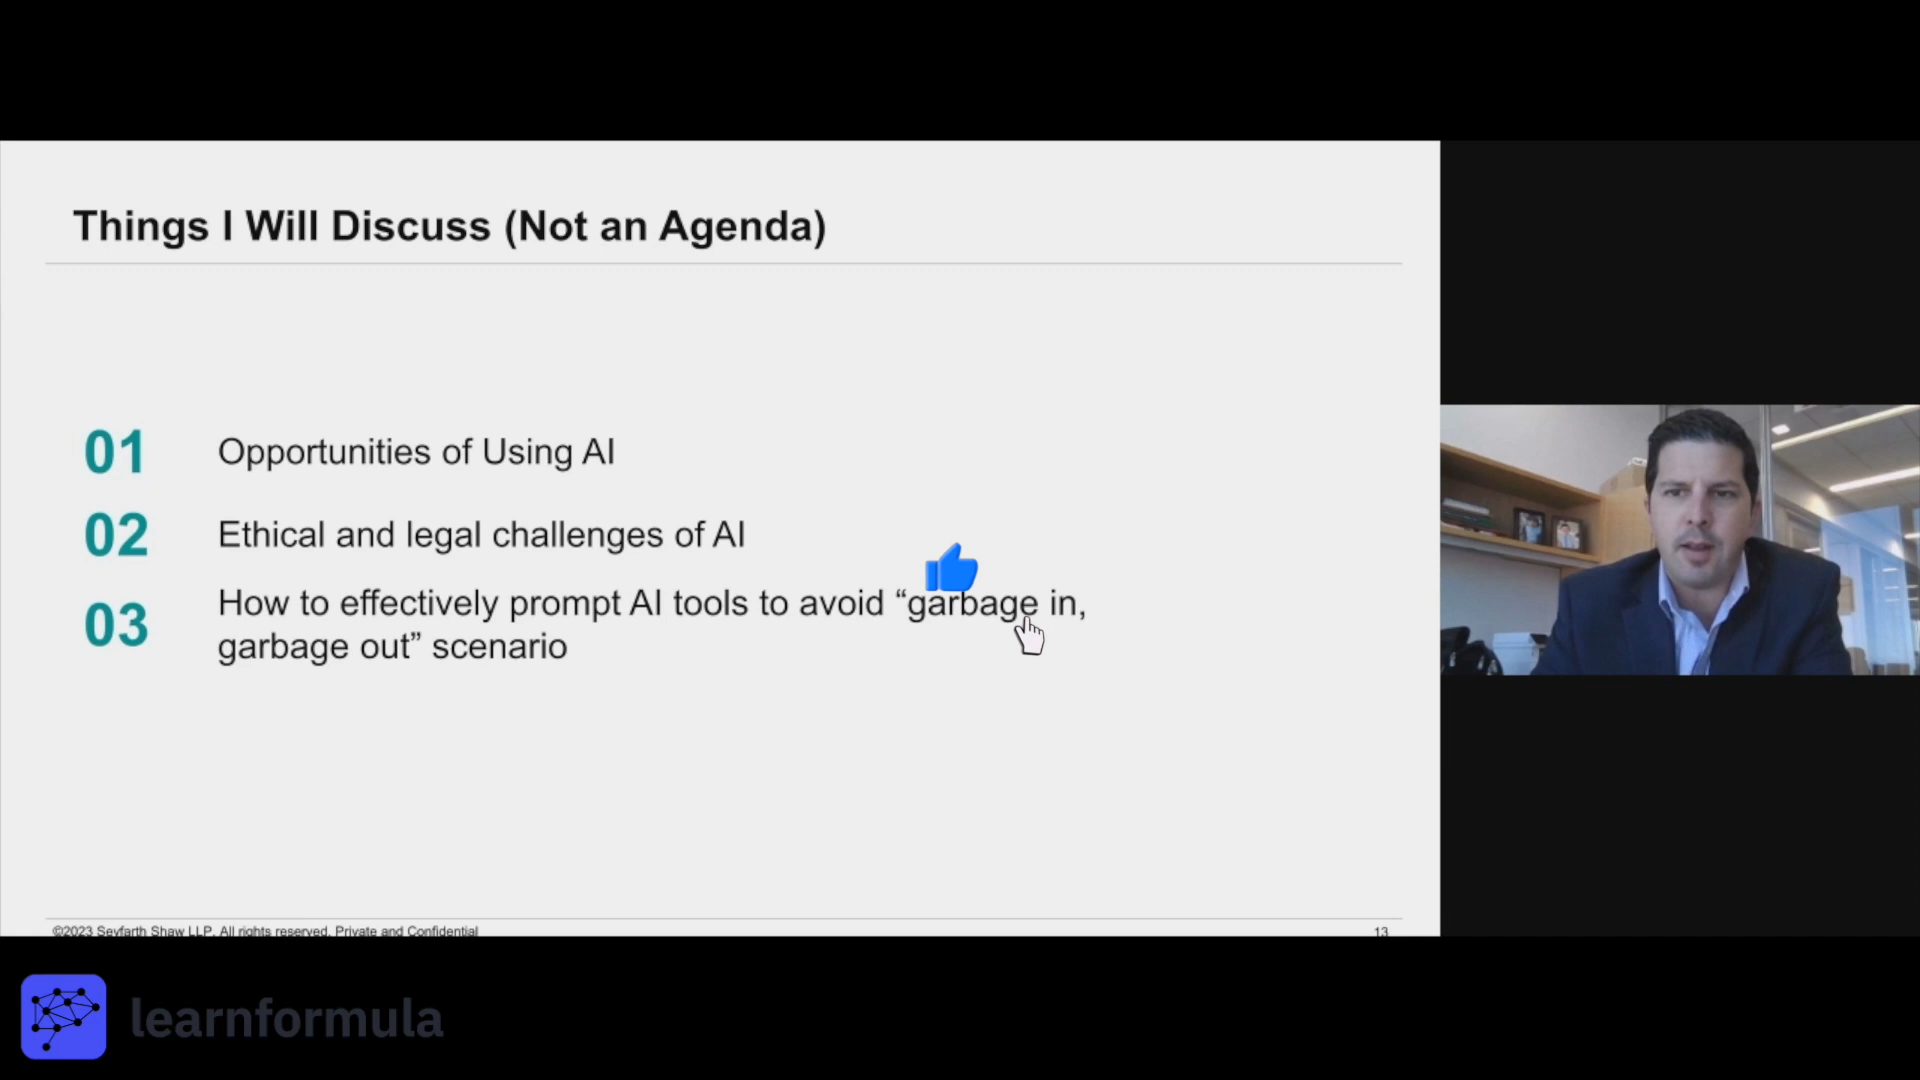 Things I Will Discuss (Not an Agenda)
01 Opportunities of Using AI
02 Ethical and legal challenges of AI
03 How to effectively prompt AI tools to avoid “garbage in,
garbage out” scenario
©2023 Seyfarth Shaw LLP. All rights reserved. Private and Confidential
13
learnformula